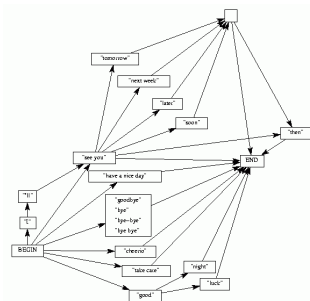 "tomorrow"
"next week"
"later"
"soon"
"then"
"see you"
END
"have a nice day"
"goodbye"
"bye"
"bye-bye"
"bye bye"
"'ll"
"I"
BEGIN
"cheerio"
"take care"
"night"
"luck"
"good"